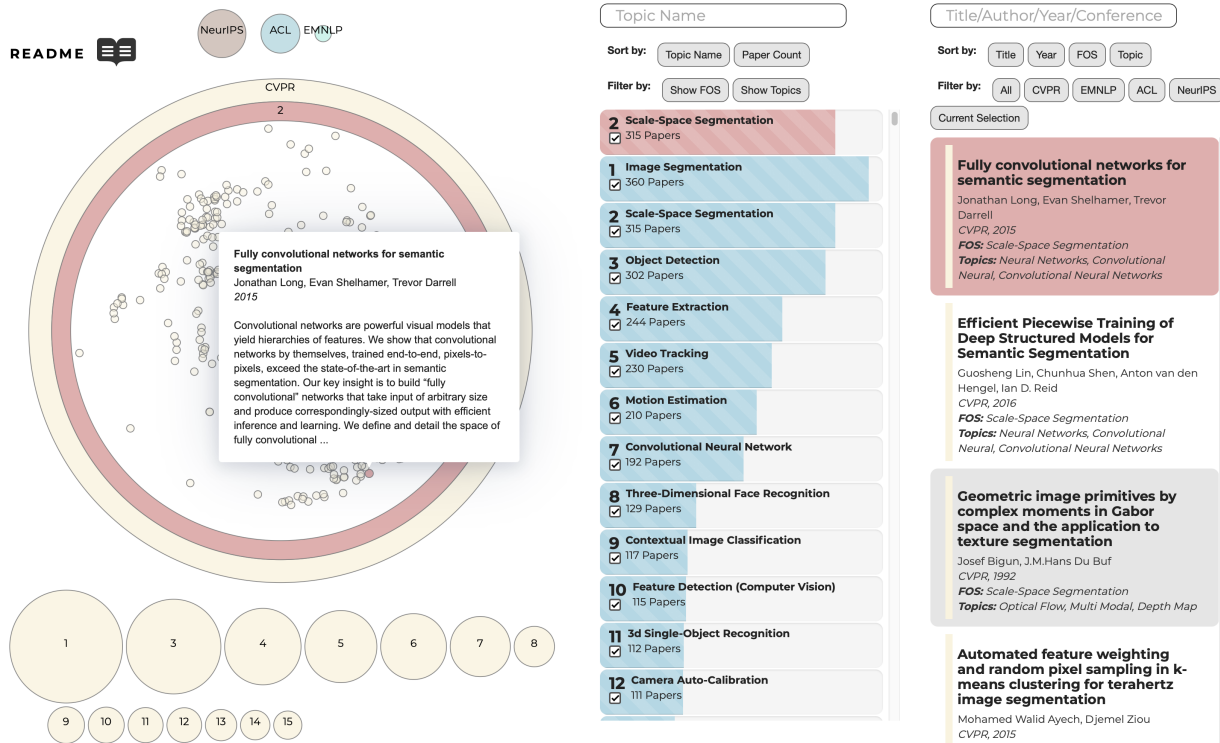 README
NeurIPS
ACL
EMNLP
CVPR
2
Fully convolutional networks for semantic
segmentation
Jonathan Long, Evan Shelhamer, Trevor Darrell
2015
Convolutional networks are powerful visual models that
yield hierarchies of features. We show that convolutional
networks by themselves, trained end-to-end, pixels-to-
pixels, exceed the state-of-the-art in semantic
segmentation. Our key insight is to build “fully
convolutional” networks that take input of arbitrary size
and produce correspondingly-sized output with efficient
inference and learning. We define and detail the space of
fully convolutional ...
1
3
4
5
6
7
8
9
10
11
12
13
14
15
Topic Name
Sort by:
Topic Name
Paper Count
Filter by:
Show FOS
Show Topics
2 Scale-Space Segmentation
315 Papers
1 Image Segmentation
360 Papers
2 Scale-Space Segmentation
315 Papers
3 Object Detection
302 Papers
4 Feature Extraction
244 Papers
5 Video Tracking
230 Papers
6 Motion Estimation
210 Papers
7 Convolutional Neural Network
192 Papers
8 Three-Dimensional Face Recognition
129 Papers
9 Contextual Image Classification
117 Papers
10 Feature Detection (Computer Vision)
115 Papers
11 3d Single-Object Recognition
112 Papers
12 Camera Auto-Calibration
111 Papers
Title/Author/Year/Conference
Sort by:
Title
Year
FOS
Topic
Filter by:
All
CVPR
EMNLP
ACL
NeurIPS
Current Selection
Fully convolutional networks for
semantic segmentation
Jonathan Long, Evan Shelhamer, Trevor
Darrell
CVPR, 2015
FOS: Scale-Space Segmentation
Topics: Neural Networks, Convolutional
Neural, Convolutional Neural Networks
Efficient Piecewise Training of
Deep Structured Models for
Semantic Segmentation
Guosheng Lin, Chunhua Shen, Anton van den
Hengel, Ian D. Reid
CVPR, 2016
FOS: Scale-Space Segmentation
Topics: Neural Networks, Convolutional
Neural, Convolutional Neural Networks
Geometric image primitives by
complex moments in Gabor
space and the application to
texture segmentation
Josef Bigun, J.M.Hans Du Buf
CVPR, 1992
FOS: Scale-Space Segmentation
Topics: Optical Flow, Multi Modal, Depth Map
Automated feature weighting
and random pixel sampling in k-
means clustering for terahertz
image segmentation
Mohamed Walid Ayech, Djemel Ziou
CVPR, 2015